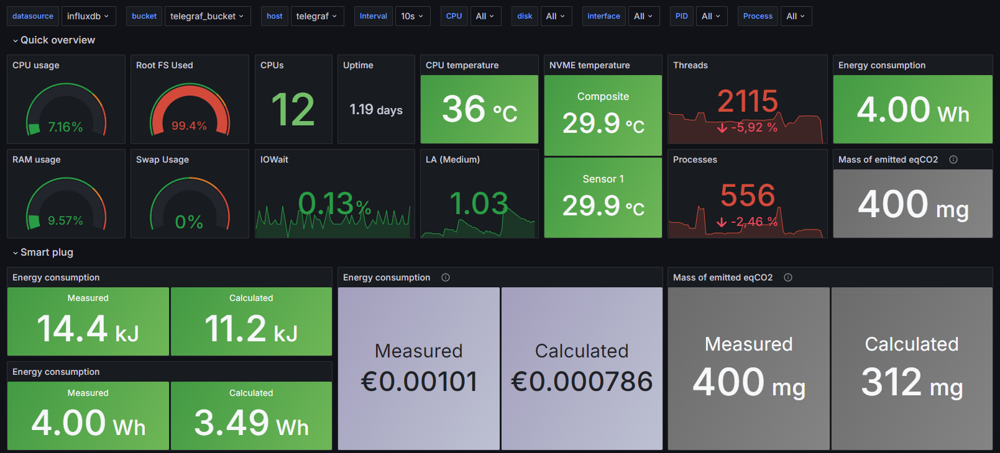 datasource influxdb bucket telegraf_bucket host telegraf Interval 10s CPU All disk All interface All PID All Process All
Quick overview
CPU usage
7.16%
Root FS Used
99.4%
CPUs
12
Uptime
1.19 days
CPU temperature
36 °C
NVME temperature
Composite
29.9 °C
Sensor 1
29.9 °C
Threads
2115
-5,92 %
Energy consumption
4.00 Wh
RAM usage
9.57%
Swap Usage
0%
IOWait
0.13%
LA (Medium)
1.03
Processes
556
-2,46 %
Mass of emitted eqCO2
400 mg
Smart plug
Energy consumption
Measured
14.4 kJ
Calculated
11.2 kJ
Energy consumption
Measured
4.00 Wh
Calculated
3.49 Wh
Energy consumption
Measured
€0.00101
Calculated
€0.000786
Mass of emitted eqCO2
Measured
400 mg
Calculated
312 mg